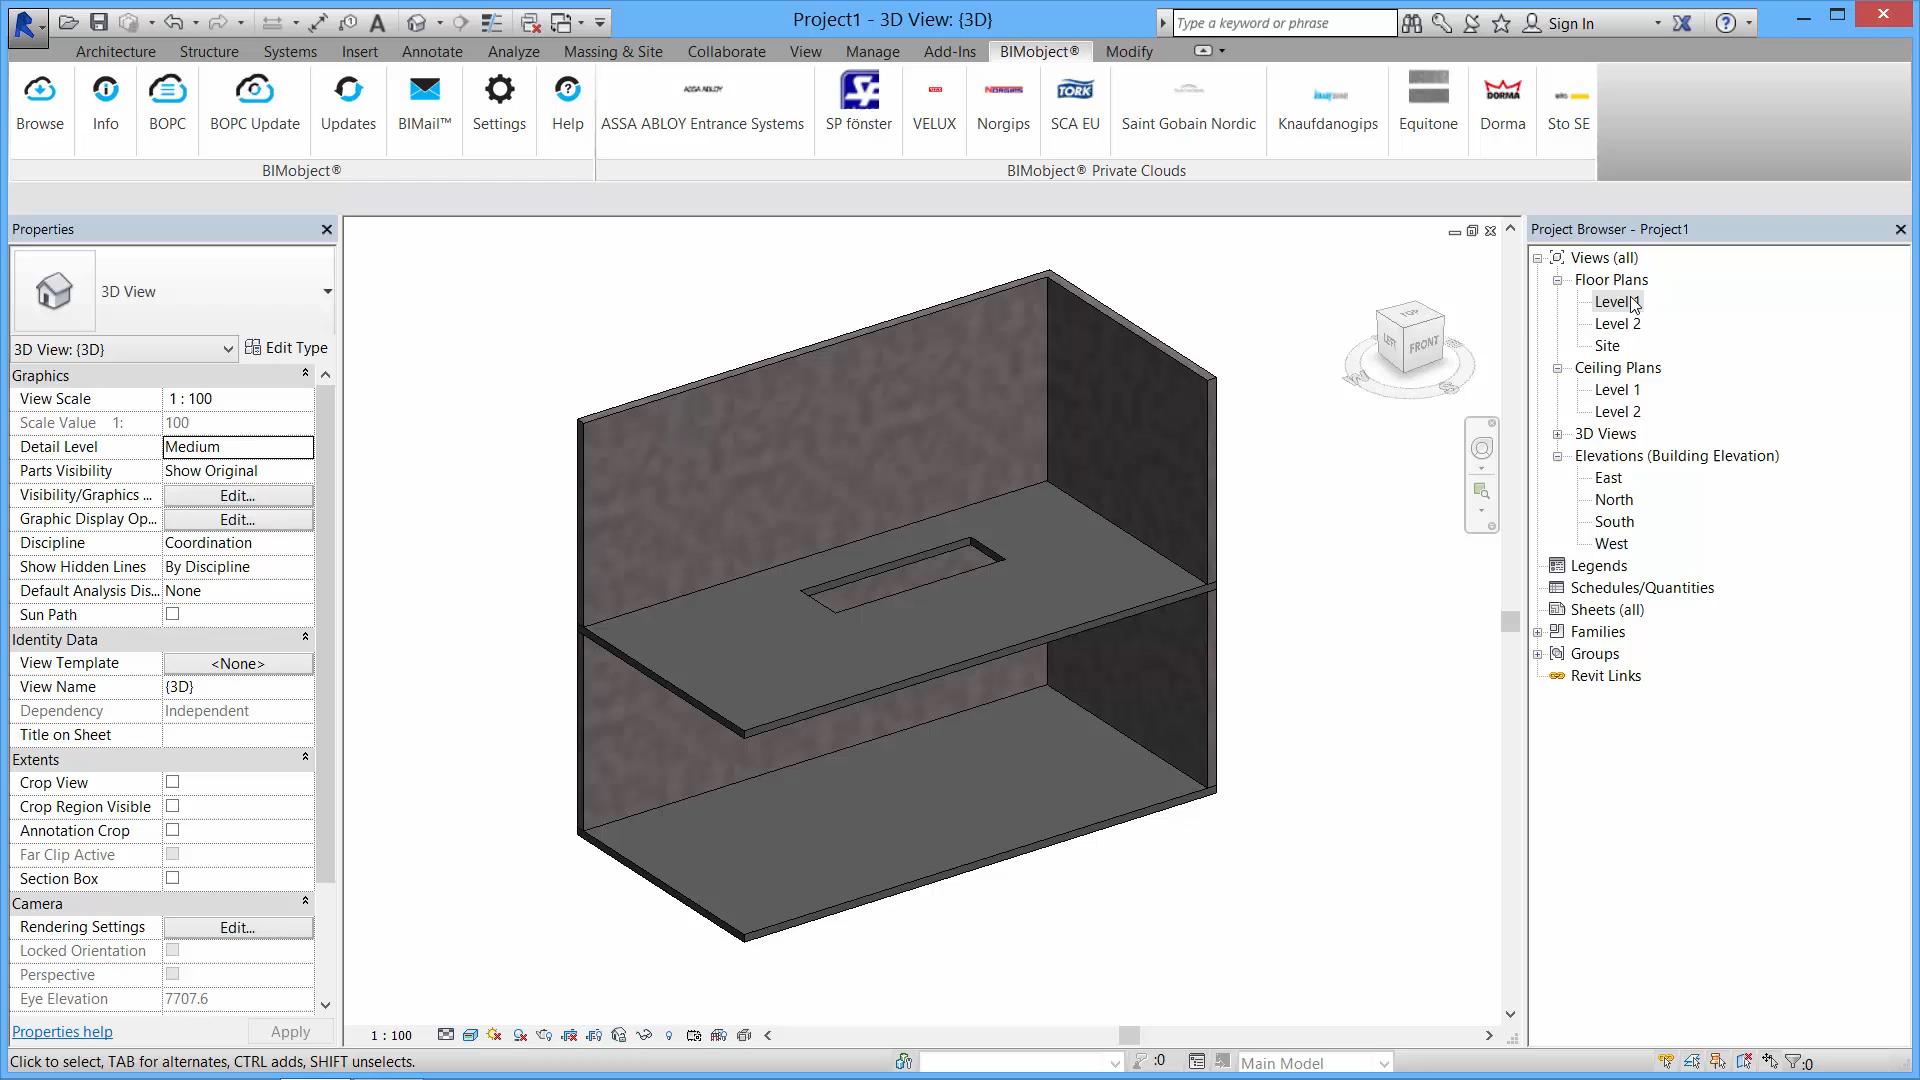 Project1 - 3D View: {3D}
Type a keyword or phrase
Sign In
Architecture Structure Systems Insert Annotate Analyze Massing & Site Collaborate View Manage Add-Ins BIMobject® Modify
ASSA ABLOY
TORK
DORMA
Browse Info BOPC BOPC Update Updates BIMail™ Settings Help ASSA ABLOY Entrance Systems SP fönster VELUX Norgips SCA EU Saint Gobain Nordic Knaufdanogips Equitone Dorma Sto SE
BIMobject® BIMobject® Private Clouds
Properties
3D View
3D View: {3D} Edit Type
Graphics
View Scale 1 : 100
Scale Value 1: 100
Detail Level Medium
Parts Visibility Show Original
Visibility/Graphics ... Edit...
Graphic Display Op... Edit...
Discipline Coordination
Show Hidden Lines By Discipline
Default Analysis Dis... None
Sun Path
Identity Data
View Template <None>
View Name {3D}
Dependency Independent
Title on Sheet
Extents
Crop View
Crop Region Visible
Annotation Crop
Far Clip Active
Section Box
Camera
Rendering Settings Edit...
Locked Orientation
Perspective
Eye Elevation 7707.6
Properties help Apply
TOP
LEFT FRONT
W S
1 : 100
Project Browser - Project1
Views (all)
Floor Plans
Level 1
Level 2
Site
Ceiling Plans
Level 1
Level 2
3D Views
Elevations (Building Elevation)
East
North
South
West
Legends
Schedules/Quantities
Sheets (all)
Families
Groups
Revit Links
Click to select, TAB for alternates, CTRL adds, SHIFT unselects.
:0
Main Model
:0